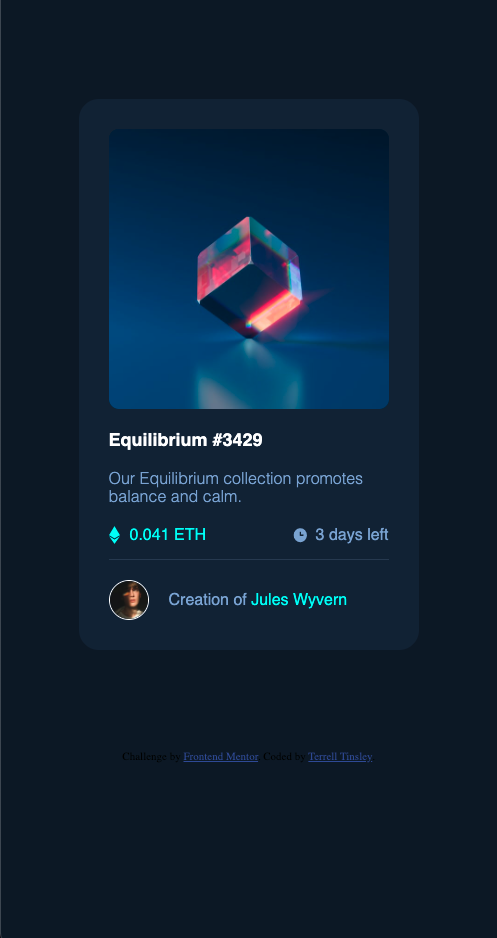 Equilibrium #3429
Our Equilibrium collection promotes
balance and calm.
0.041 ETH 3 days left
Creation of Jules Wyvern
Challenge by Frontend Mentor. Coded by Terrell Tinsley.